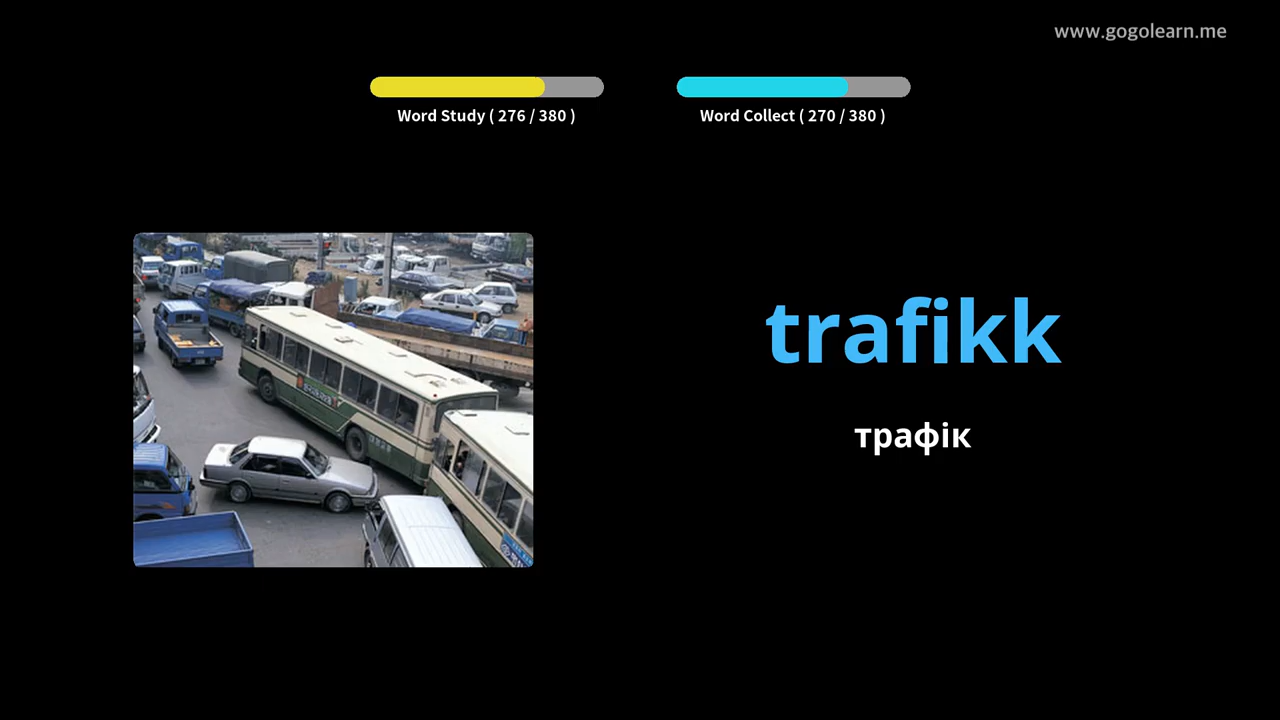 www.gogolearn.me
Word Study ( 276 / 380 )
Word Collect ( 270 / 380 )
trafikk
трафік